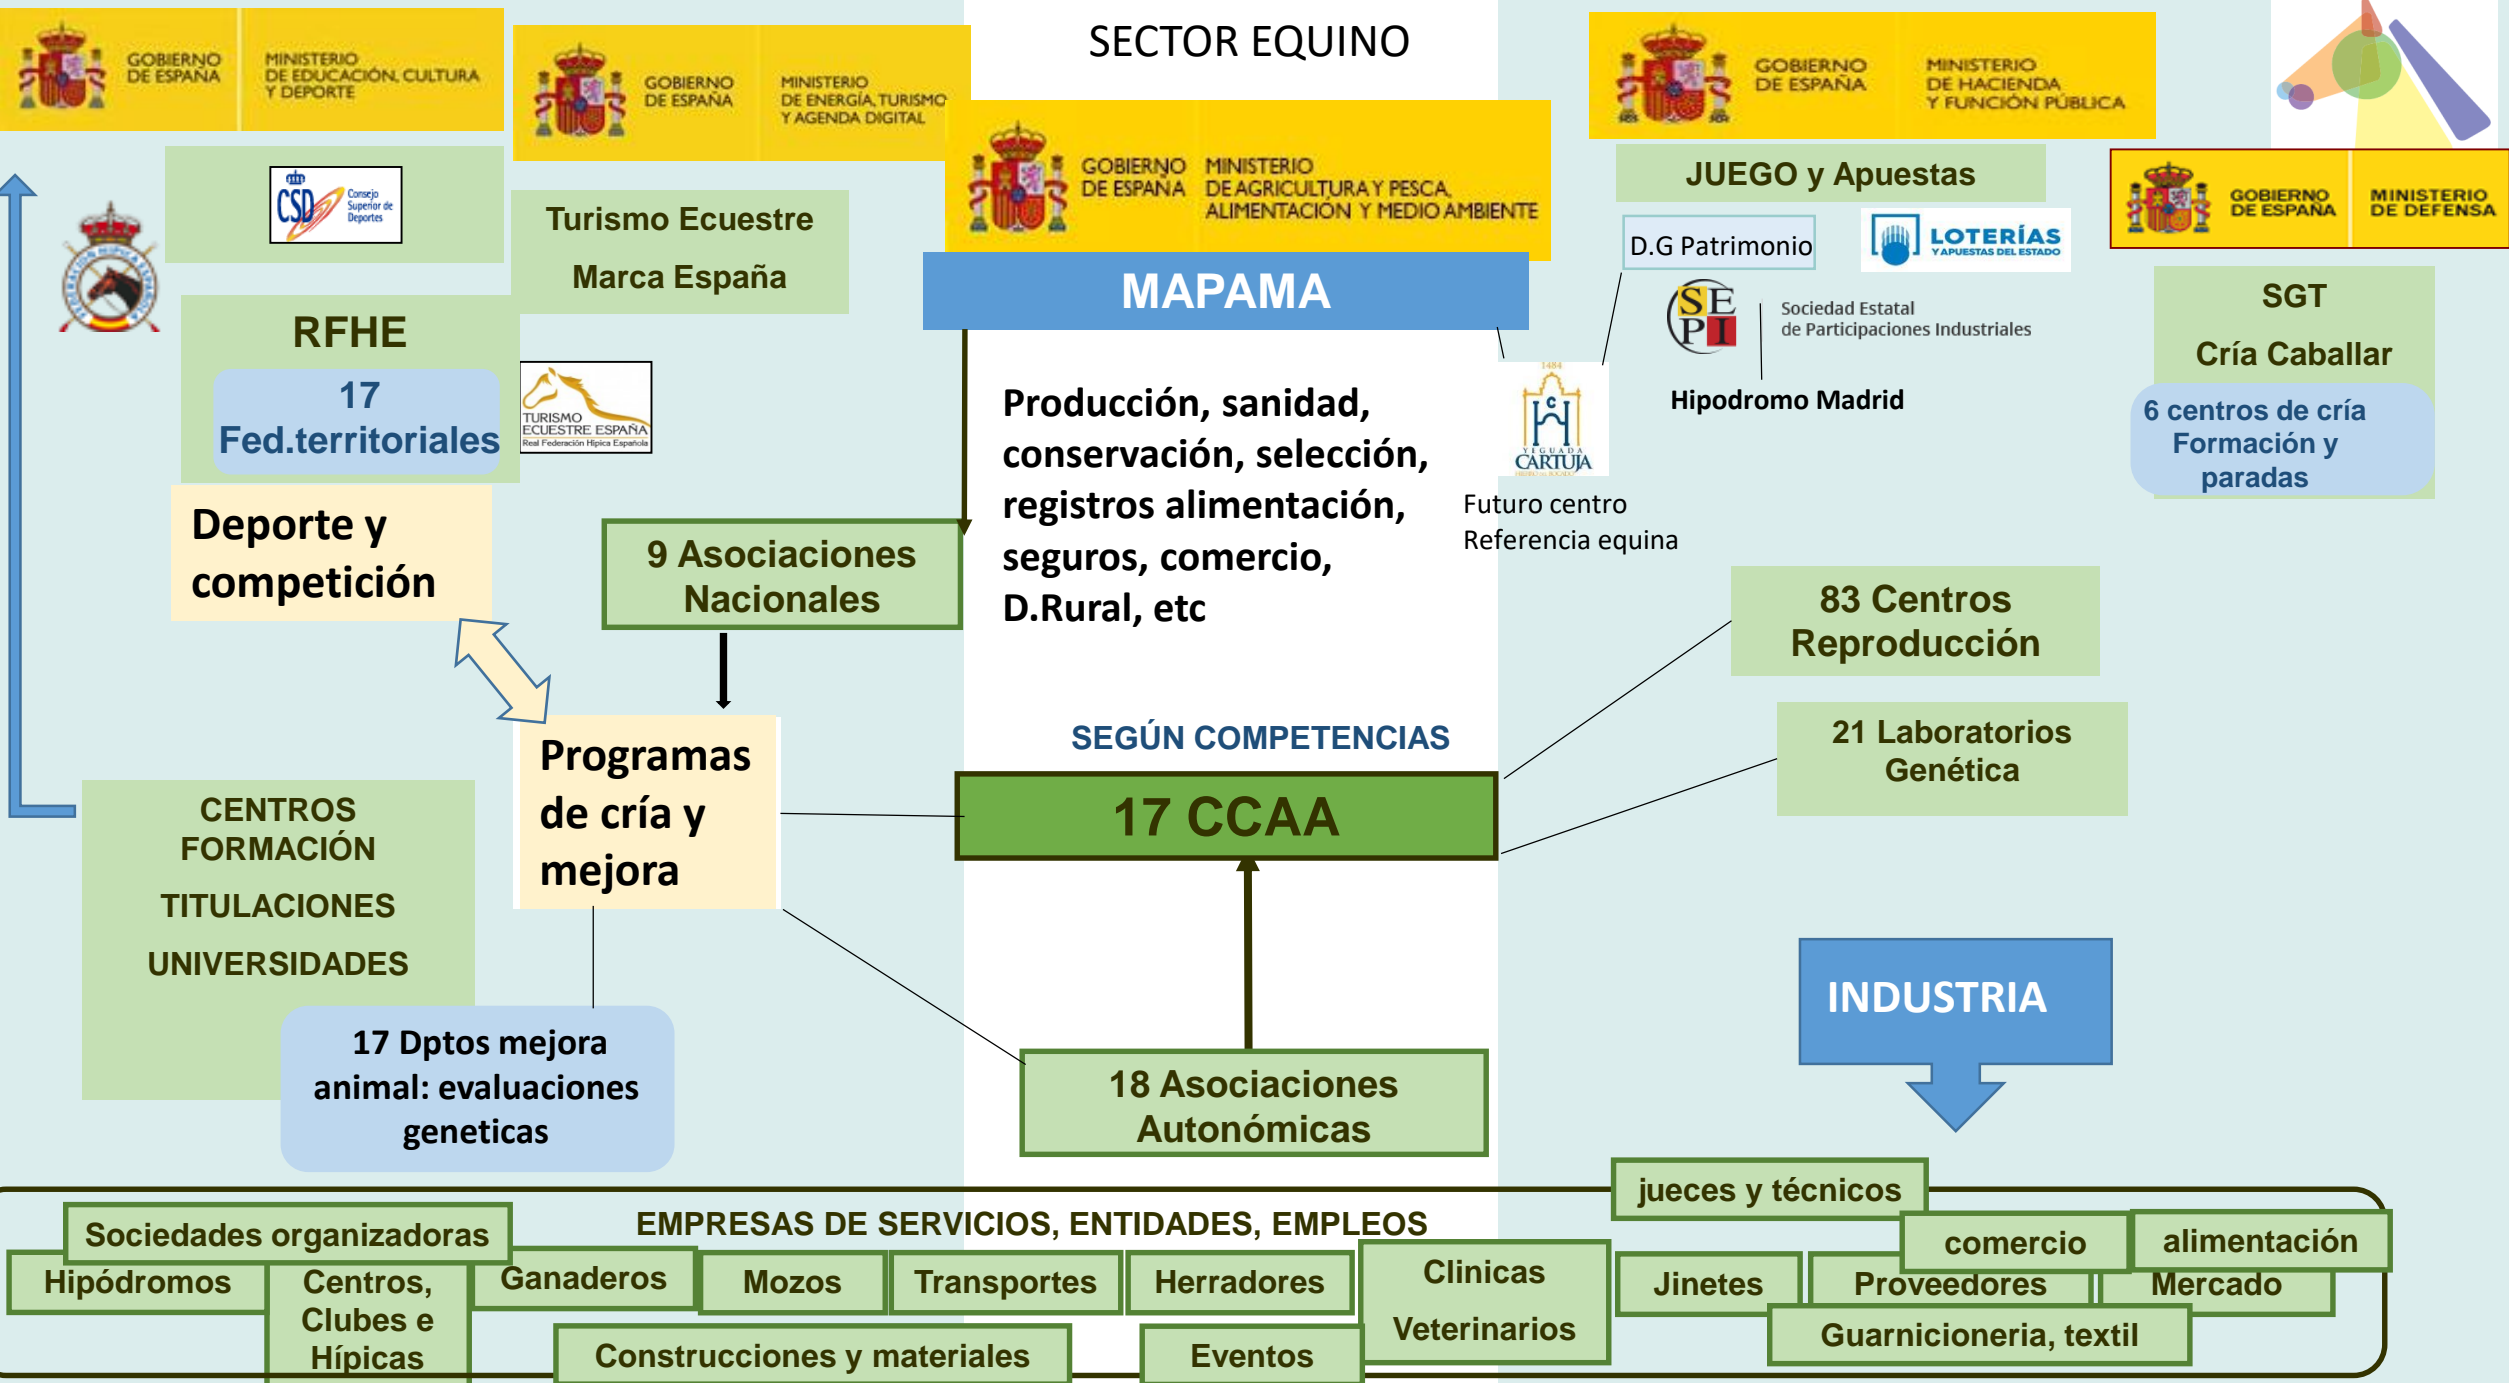 SECTOR EQUINO
GOBIERNO
DE ESPAÑA
MINISTERIO
DE EDUCACIÓN, CULTURA
Y DEPORTE
GOBIERNO
DE ESPAÑA
MINISTERIO
DE ENERGÍA, TURISMO
Y AGENDA DIGITAL
GOBIERNO
DE ESPAÑA
MINISTERIO
DE AGRICULTURA Y PESCA,
ALIMENTACIÓN Y MEDIO AMBIENTE
GOBIERNO
DE ESPAÑA
MINISTERIO
DE HACIENDA
Y FUNCIÓN PÚBLICA
GOBIERNO
DE ESPAÑA
MINISTERIO
DE DEFENSA
CSD
Consejo
Superior de
Deportes
RFHE
17
Fed.territoriales
Deporte y
competición
Turismo Ecuestre
Marca España
TURISMO
ECUESTRE ESPAÑA
Real Federación Hípica Española
MAPAMA
Producción, sanidad,
conservación, selección,
registros alimentación,
seguros, comercio,
D.Rural, etc
JUEGO y Apuestas
D.G Patrimonio
LOTERÍAS
Y APUESTAS DEL ESTADO
SEPI
Sociedad Estatal
de Participaciones Industriales
Hipodromo Madrid
1484
YEGUADA
CARTUJA
Futuro centro
Referencia equina
SGT
Cría Caballar
6 centros de cría
Formación y
paradas
9 Asociaciones
Nacionales
83 Centros
Reproducción
21 Laboratorios
Genética
SEGÚN COMPETENCIAS
17 CCAA
Programas
de cría y
mejora
CENTROS
FORMACIÓN
TITULACIONES
UNIVERSIDADES
17 Dptos mejora
animal: evaluaciones
geneticas
18 Asociaciones
Autonómicas
INDUSTRIA
EMPRESAS DE SERVICIOS, ENTIDADES, EMPLEOS
jueces y técnicos
Sociedades organizadoras
comercio
alimentación
Hipódromos
Centros,
Clubes e
Hípicas
Ganaderos
Mozos
Transportes
Herradores
Clinicas
Veterinarios
Jinetes
Proveedores
Mercado
Construcciones y materiales
Eventos
Guarnicioneria, textil